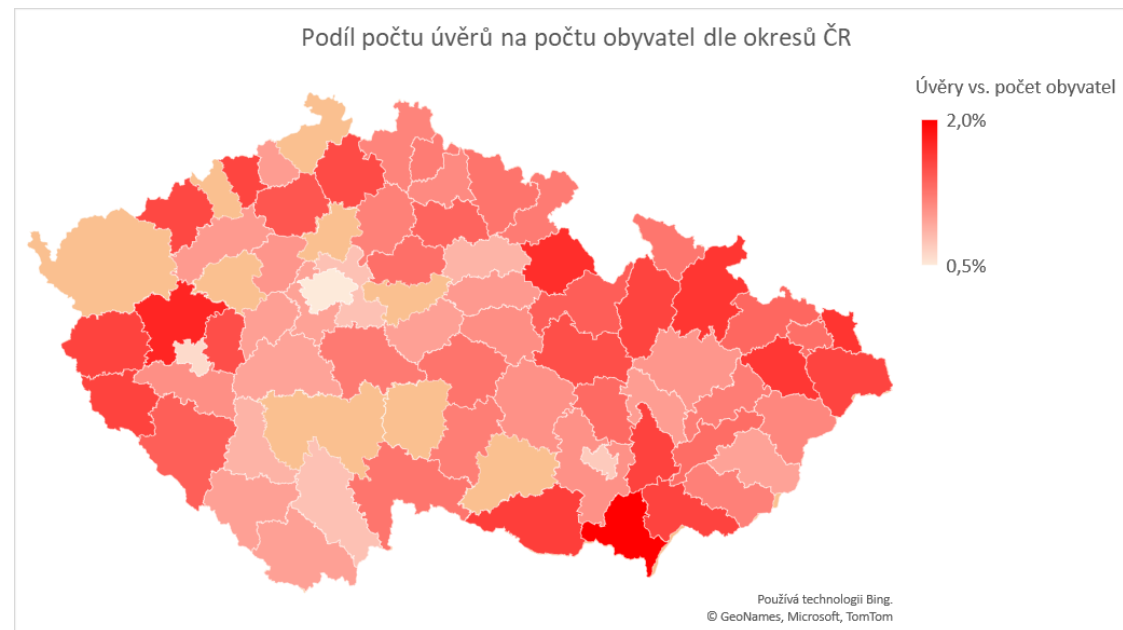 Podíl počtu úvěrů na počtu obyvatel dle okresů ČR
Úvěry vs. počet obyvatel
2,0%
0,5%
Používá technologii Bing.
© GeoNames, Microsoft, TomTom